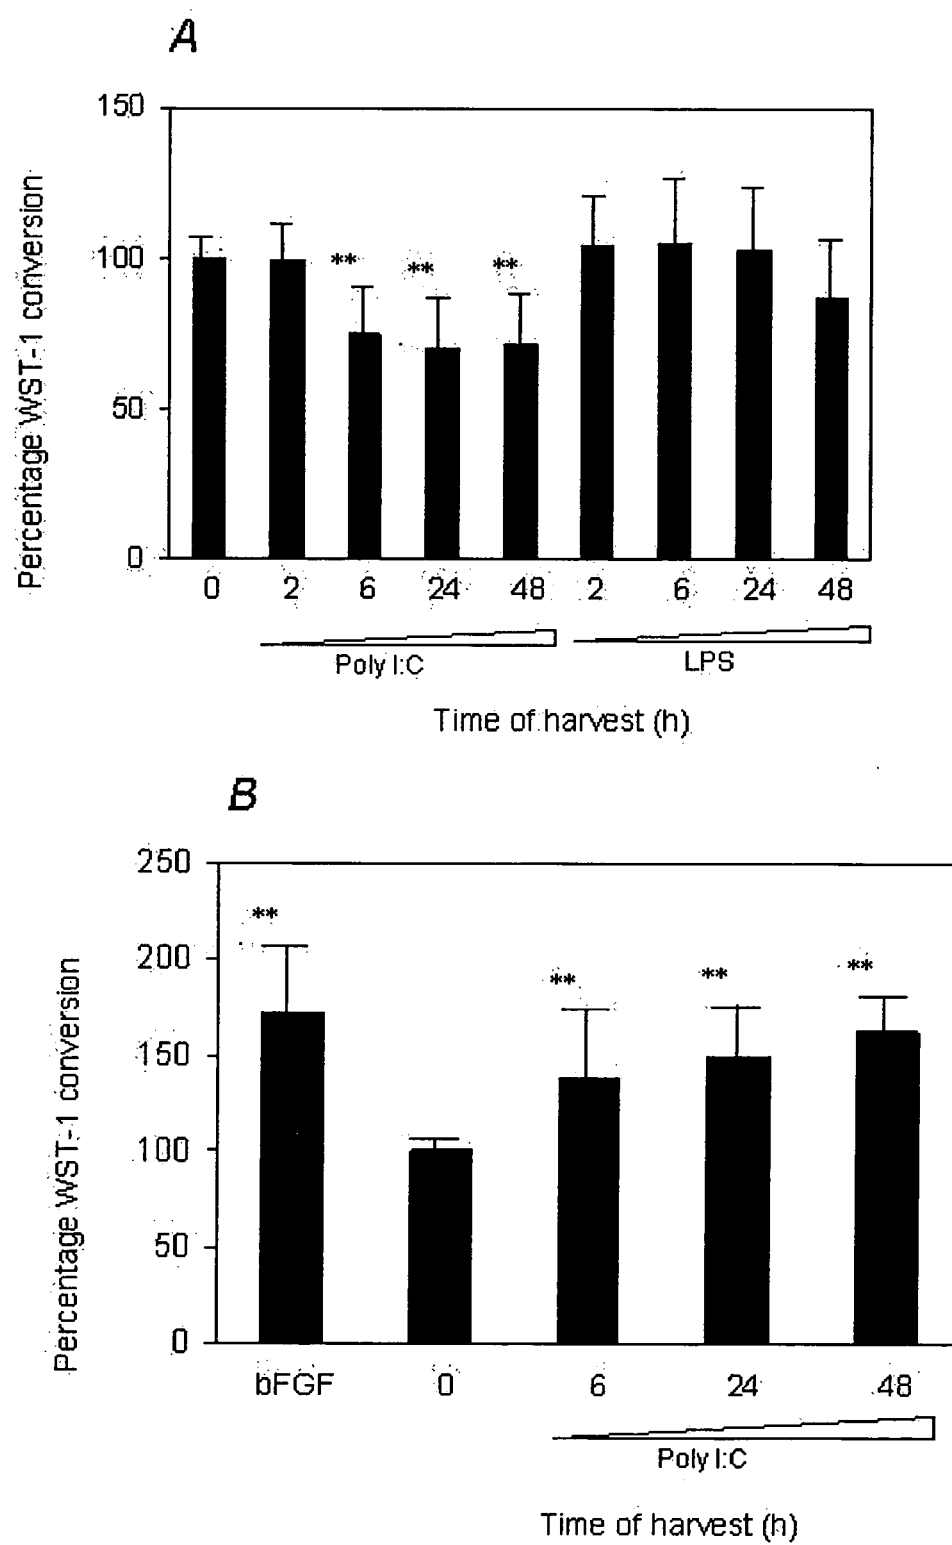 A
Percentage WST-1 conversion
150
100
50
0
** ** **
0 2 6 24 48 2 6 24 48
Poly I:C LPS
Time of harvest (h)
B
Percentage WST-1 conversion
250
200
150
100
50
0
** ** ** **
bFGF 0 6 24 48
Poly I:C
Time of harvest (h)